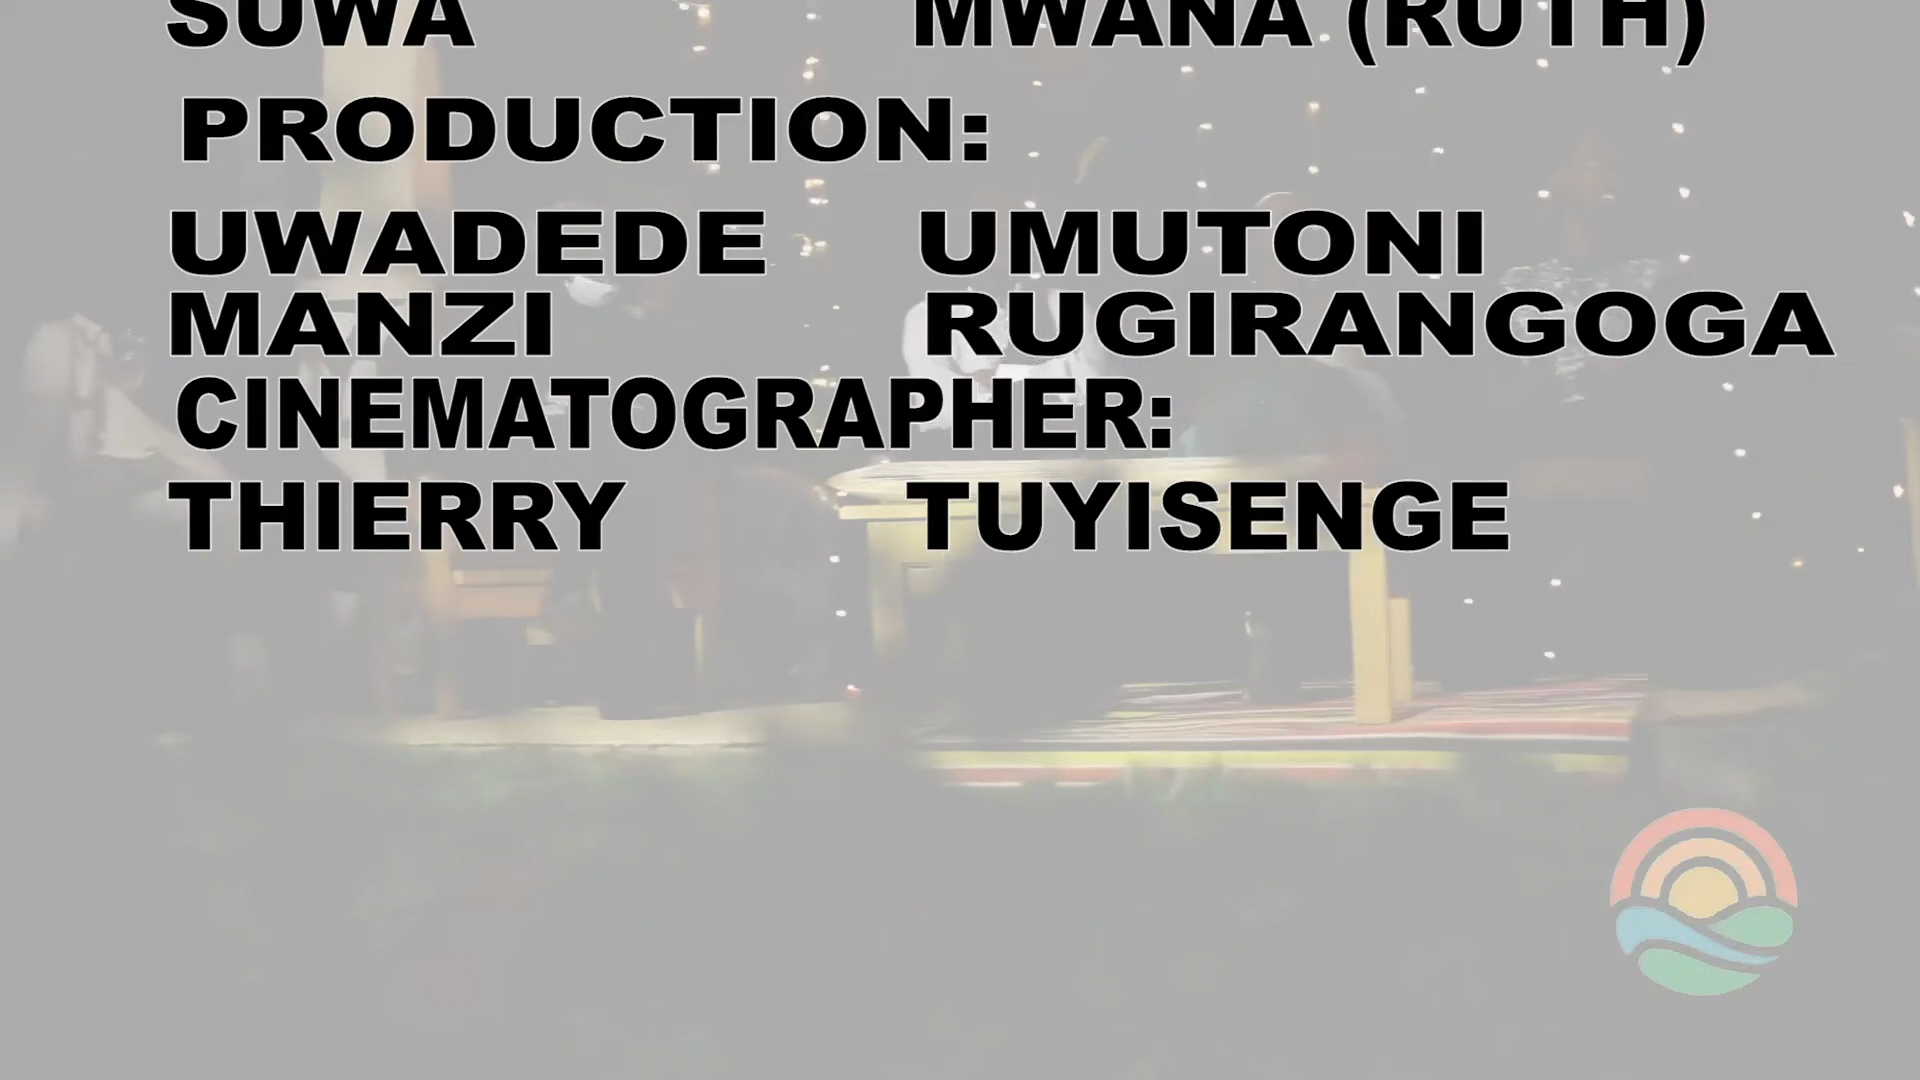 SUWA MWANA (RUTH)
PRODUCTION:
UWADEDE UMUTONI
MANZI RUGIRANGOGA
CINEMATOGRAPHER:
THIERRY TUYISENGE